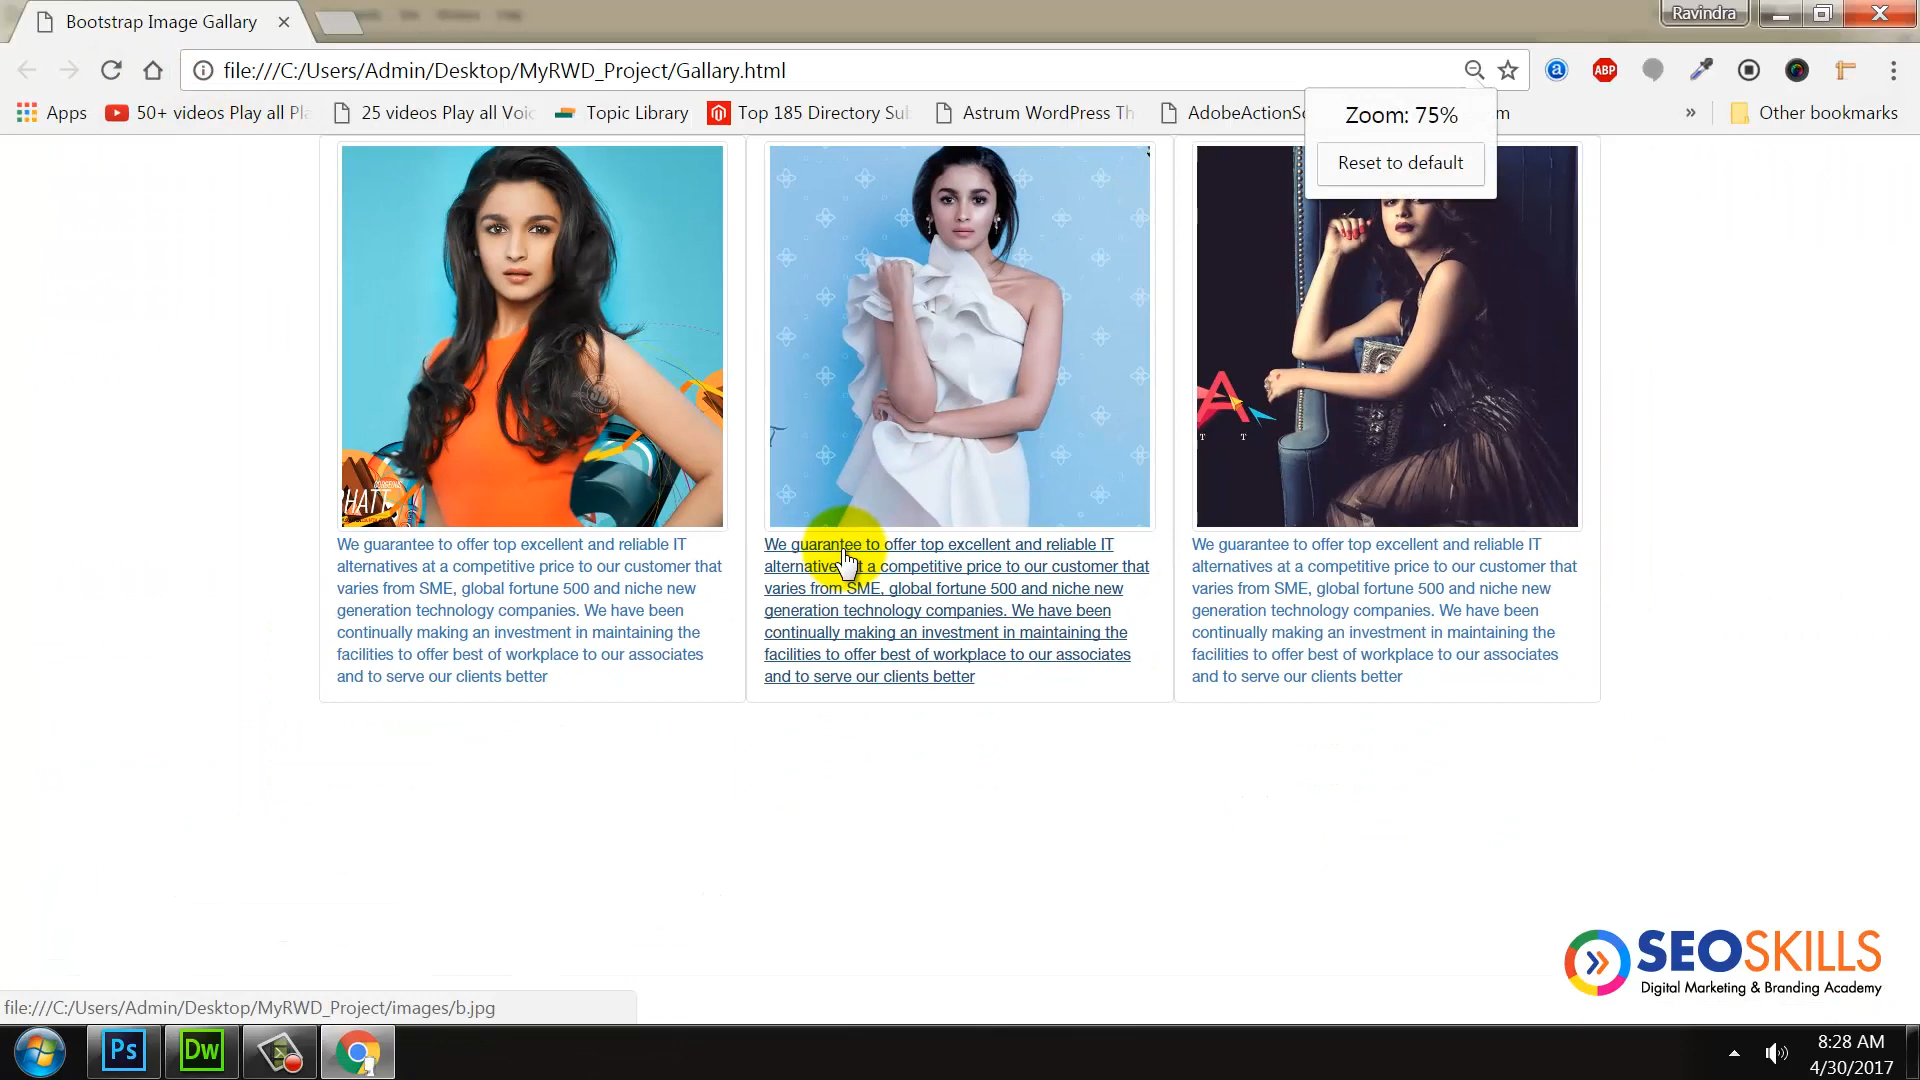 Bootstrap Image Gallary
Ravindra
file:///C:/Users/Admin/Desktop/MyRWD_Project/Gallary.html
ABP
Apps
50+ videos Play all Pla
25 videos Play all Voic
Topic Library
Top 185 Directory Sub
Astrum WordPress Th
AdobeActionSc
m
»
Other bookmarks
Zoom: 75%
Reset to default
HATT
A
T T
We guarantee to offer top excellent and reliable IT
alternatives at a competitive price to our customer that
varies from SME, global fortune 500 and niche new
generation technology companies. We have been
continually making an investment in maintaining the
facilities to offer best of workplace to our associates
and to serve our clients better
We guarantee to offer top excellent and reliable IT
alternatives at a competitive price to our customer that
varies from SME, global fortune 500 and niche new
generation technology companies. We have been
continually making an investment in maintaining the
facilities to offer best of workplace to our associates
and to serve our clients better
We guarantee to offer top excellent and reliable IT
alternatives at a competitive price to our customer that
varies from SME, global fortune 500 and niche new
generation technology companies. We have been
continually making an investment in maintaining the
facilities to offer best of workplace to our associates
and to serve our clients better
SEOSKILLS
Digital Marketing & Branding Academy
file:///C:/Users/Admin/Desktop/MyRWD_Project/images/b.jpg
Ps
Dw
8:28 AM
4/30/2017